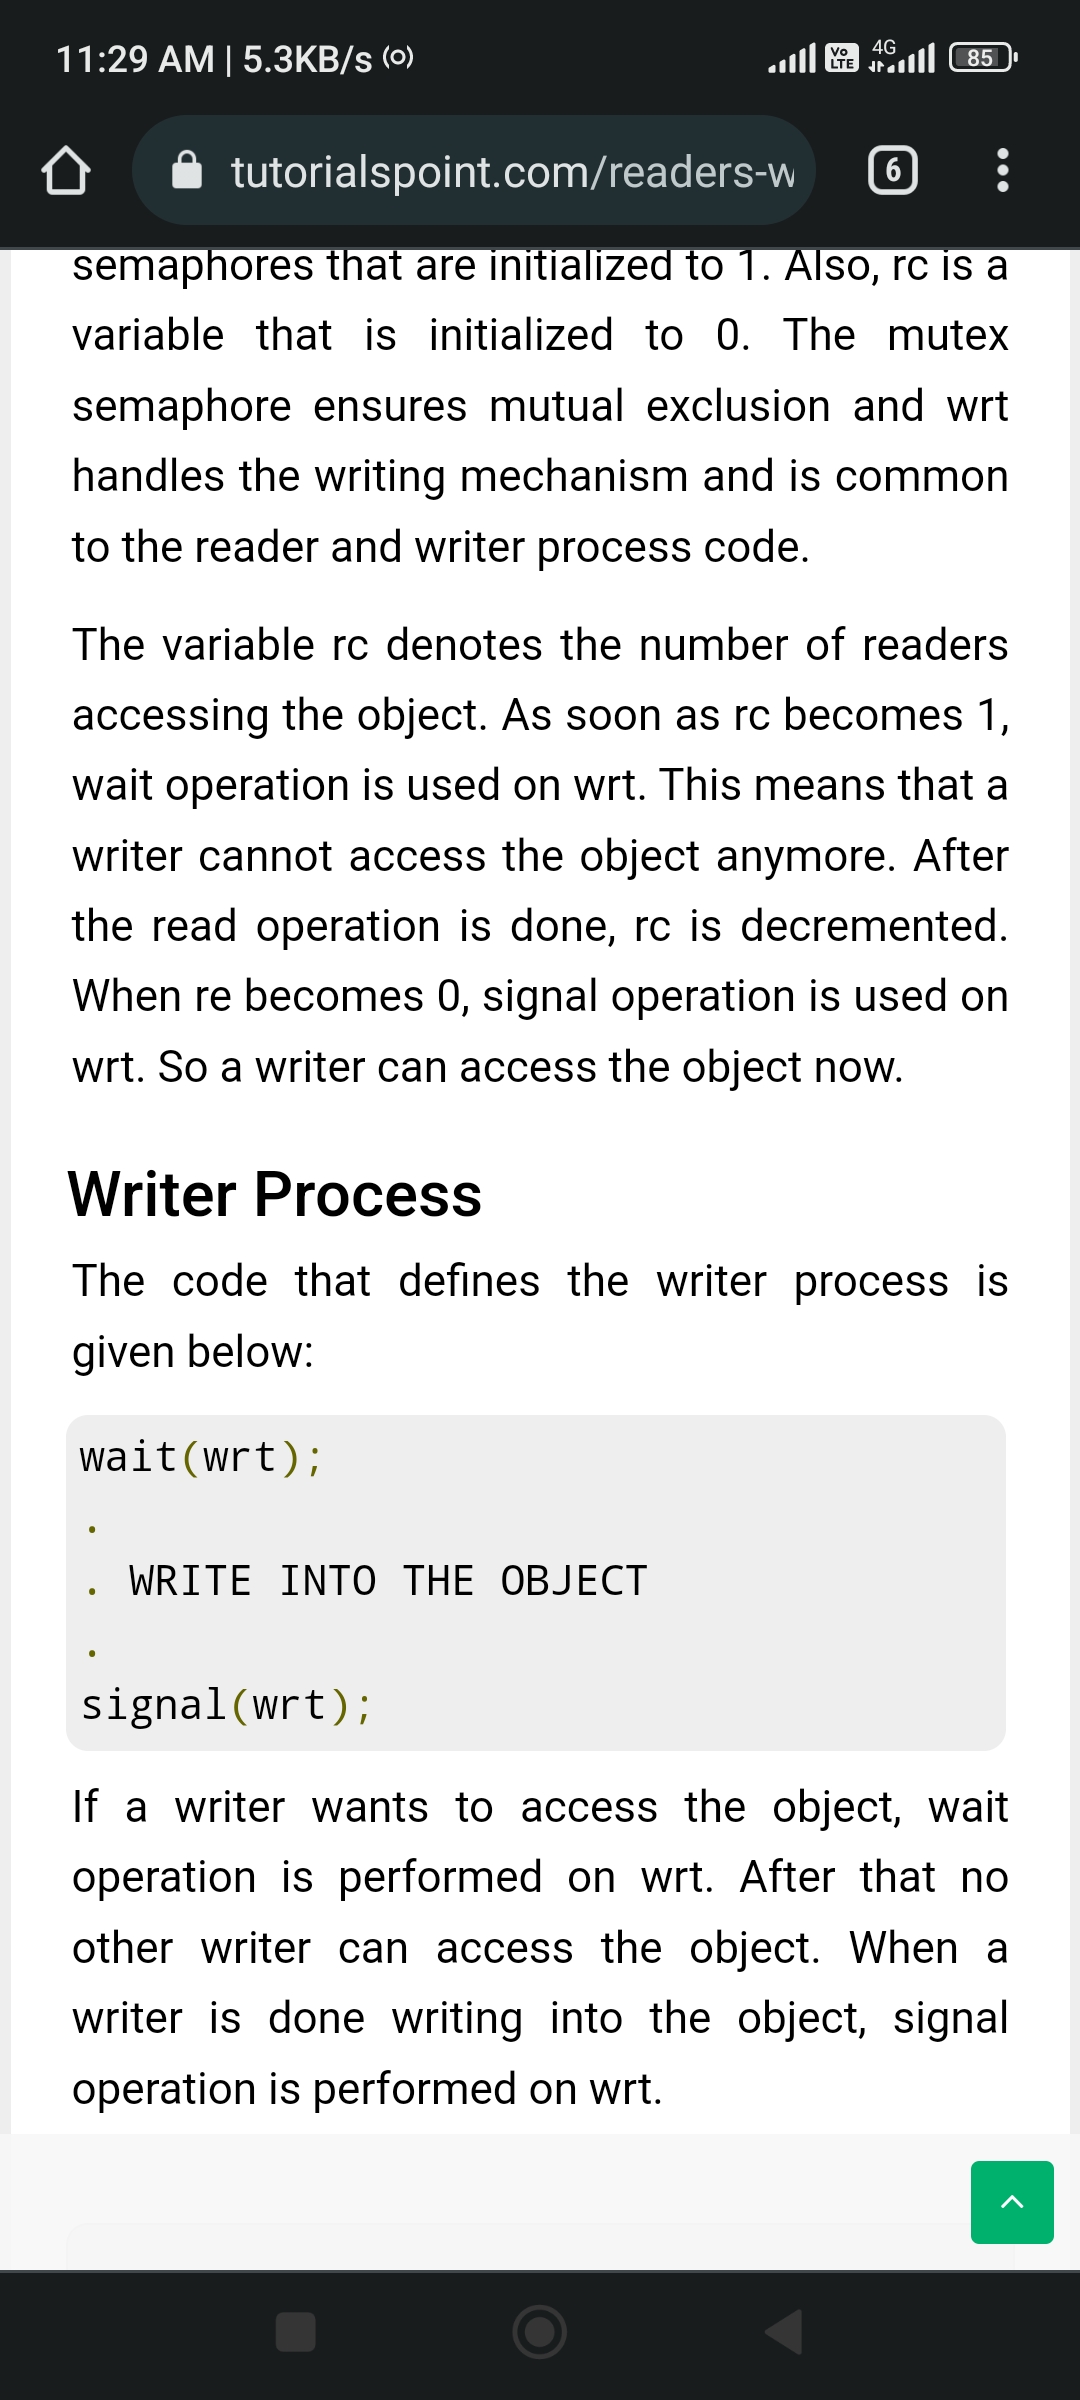 11:29 AM | 5.3KB/s
Vo LTE 4G 85
tutorialspoint.com/readers-w
6
semaphores that are initialized to 1. Also, rc is a
variable that is initialized to 0. The mutex
semaphore ensures mutual exclusion and wrt
handles the writing mechanism and is common
to the reader and writer process code.
The variable rc denotes the number of readers
accessing the object. As soon as rc becomes 1,
wait operation is used on wrt. This means that a
writer cannot access the object anymore. After
the read operation is done, rc is decremented.
When re becomes 0, signal operation is used on
wrt. So a writer can access the object now.
Writer Process
The code that defines the writer process is
given below:
wait(wrt);
.
. WRITE INTO THE OBJECT
.
signal(wrt);
If a writer wants to access the object, wait
operation is performed on wrt. After that no
other writer can access the object. When a
writer is done writing into the object, signal
operation is performed on wrt.